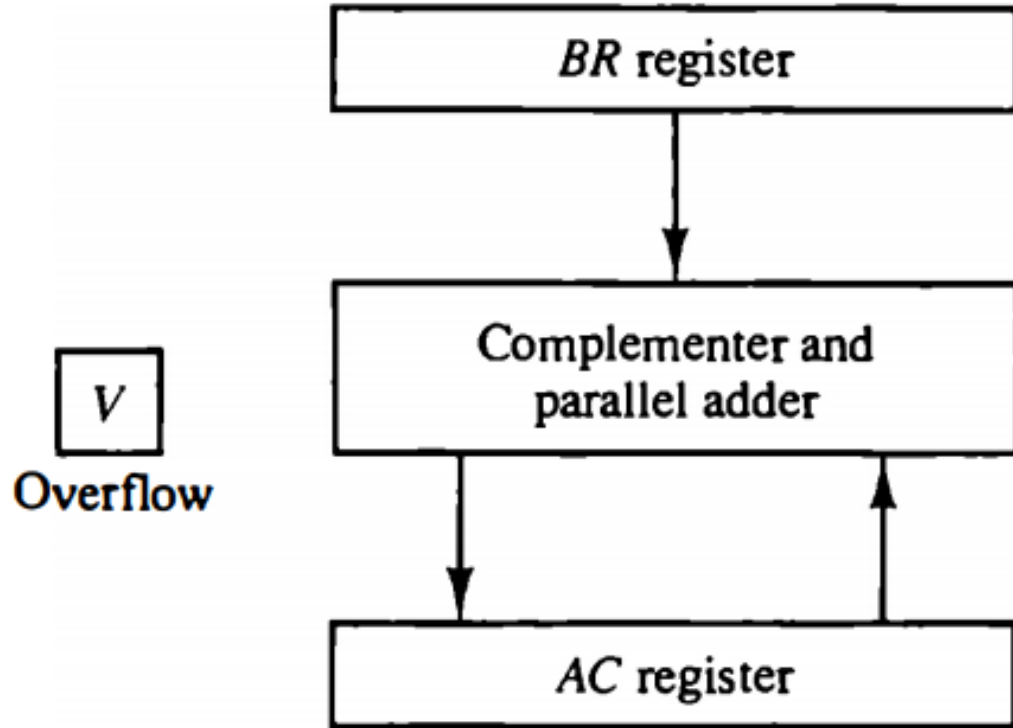 BR register
Complementer and
parallel adder
V
Overflow
AC register